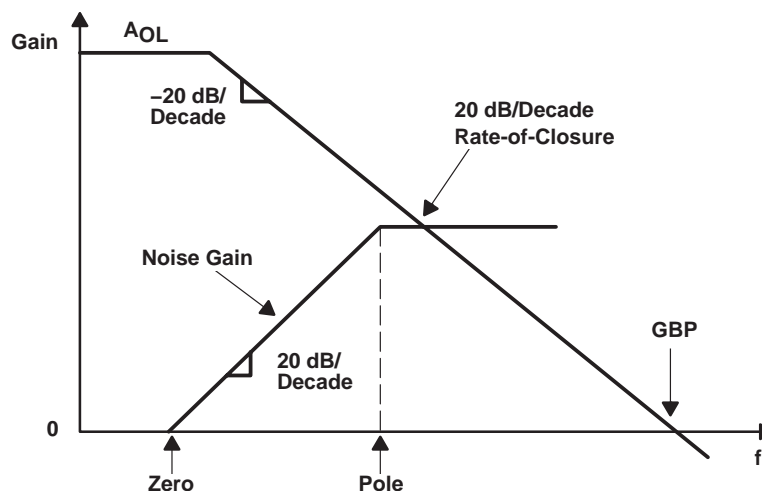 Gain
AOL
–20 dB/
Decade
20 dB/Decade
Rate-of-Closure
Noise Gain
GBP
20 dB/
Decade
0
f
Zero
Pole